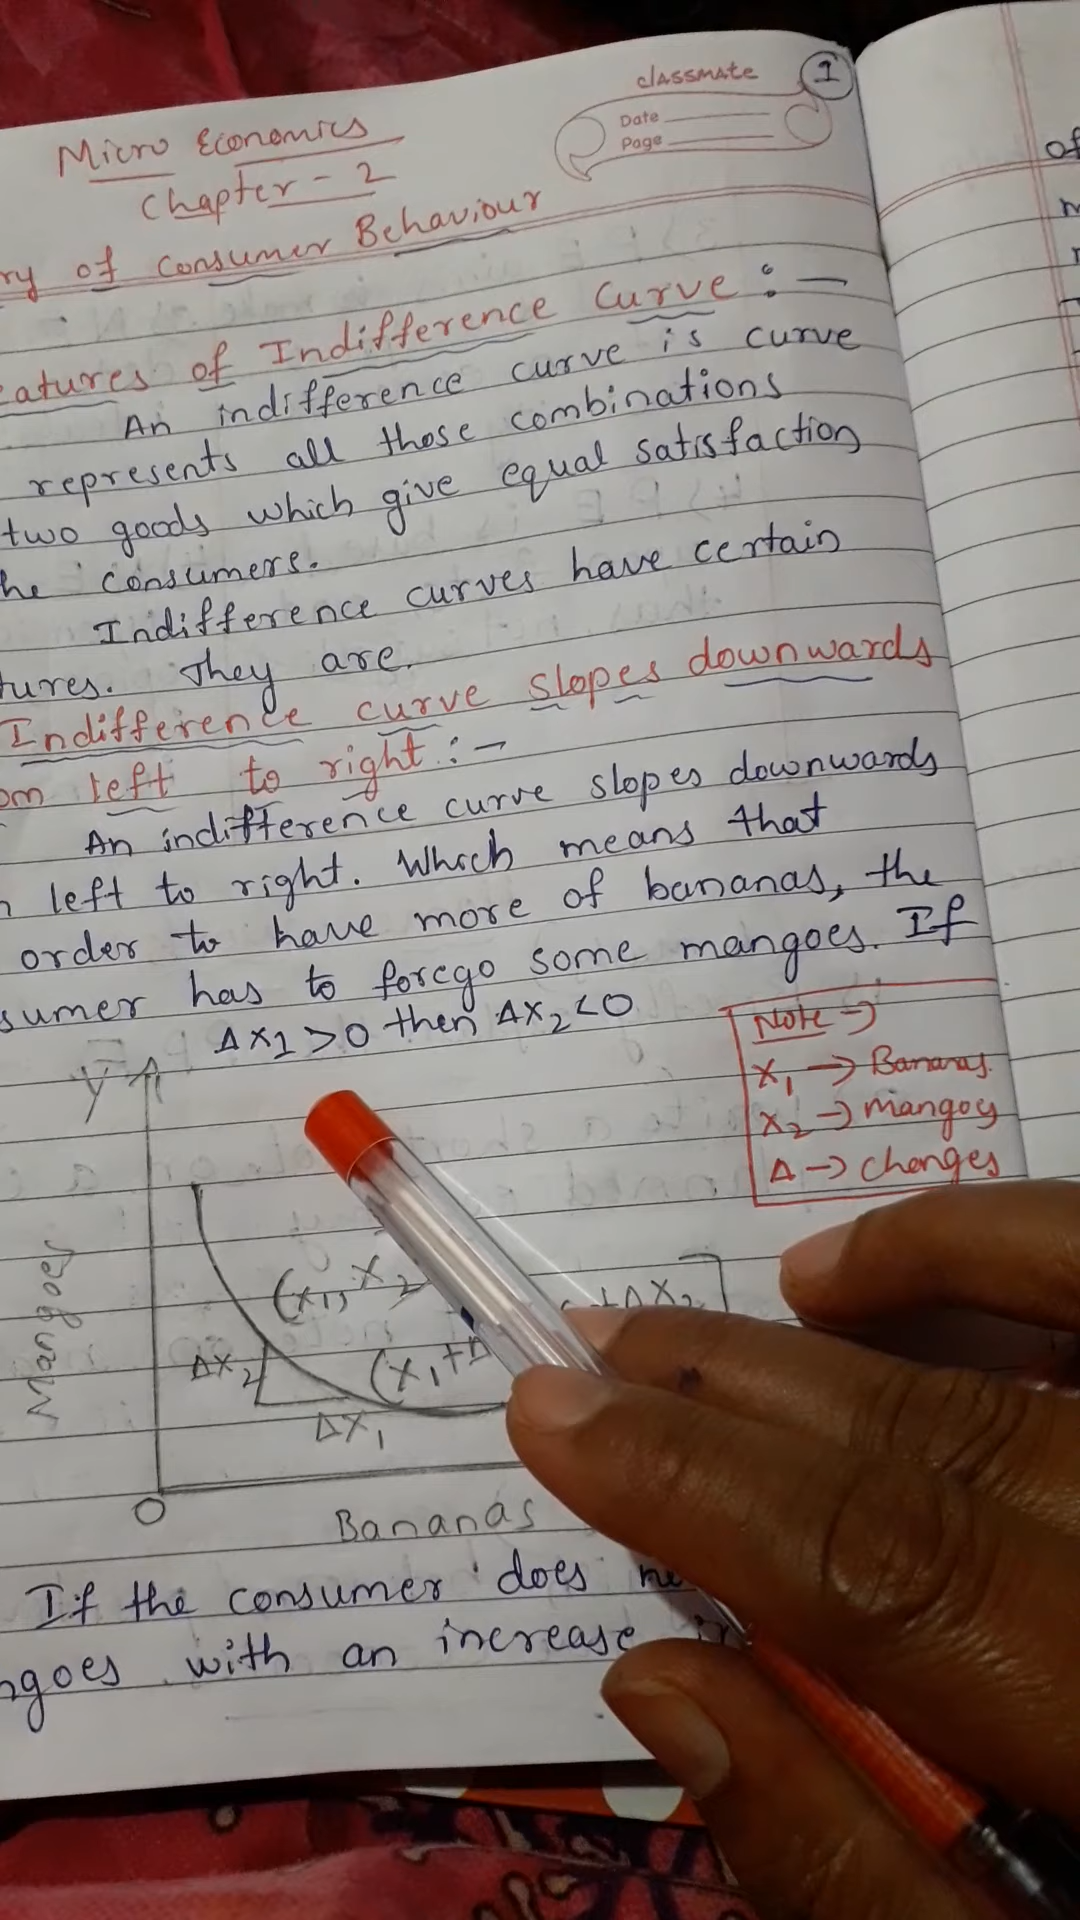 classmate
1
Date
Page
Micro Economics
Chapter - 2
of Consumer Behaviour
of Indifference Curve :-
An indifference curve is curve
represents all those combinations
two goods which give equal satisfaction
consumers.
Indifference curves have certain
They are.
Indifference curve slopes downwards
left to right :-
An indifference curve slopes downwards
left to right. Which means that
order to have more of bananas, the
has to forego some mangoes. If
ΔX1 >0 then ΔX2 <0
Note →
X1 → Bananas.
X2 → mangoes
Δ → changes
Y
Mangoes
(X1, X2
ΔX2
(X1+Δ
+ΔX2
ΔX1
O
Bananas
If the consumer does
with an increase